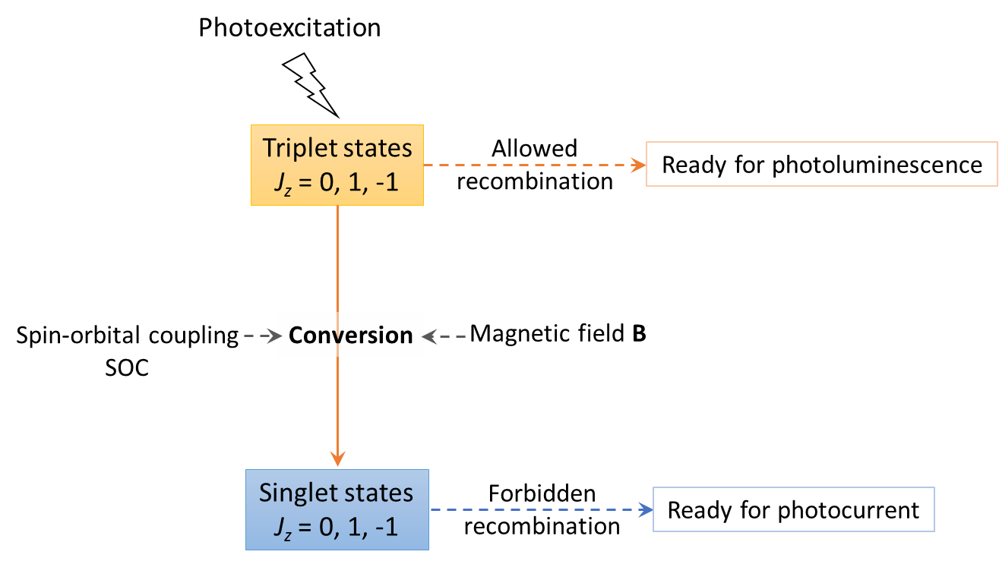 Photoexcitation
Triplet states
Jz = 0, 1, -1
Allowed
recombination
Ready for photoluminescence
Spin-orbital coupling
SOC
Conversion
Magnetic field B
Singlet states
Jz = 0, 1, -1
Forbidden
recombination
Ready for photocurrent